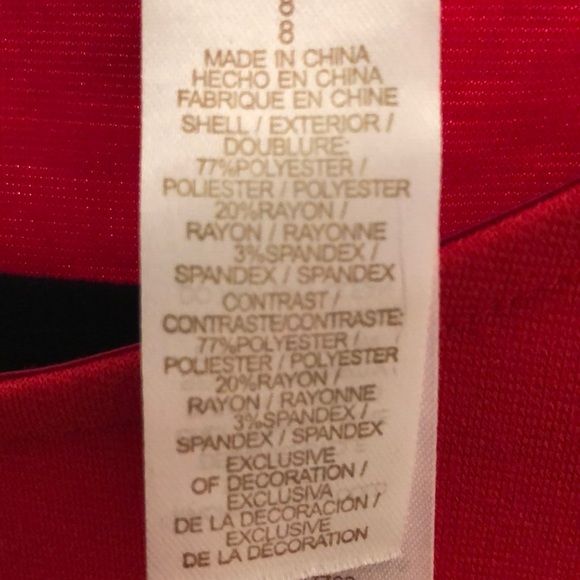 8
8
MADE IN CHINA
HECHO EN CHINA
FABRIQUE EN CHINE
SHELL / EXTERIOR /
DOUBLURE:
77%POLYESTER /
POLIESTER / POLYESTER
20%RAYON /
RAYON / RAYONNE
3%SPANDEX /
SPANDEX / SPANDEX
CONTRAST /
CONTRASTE/CONTRASTE:
77%POLYESTER /
POLIESTER / POLYESTER
20%RAYON /
RAYON / RAYONNE
3%SPANDEX /
SPANDEX / SPANDEX
EXCLUSIVE
OF DECORATION /
EXCLUSIVA
DE LA DECORACIÓN /
EXCLUSIVE
DE LA DECORATION